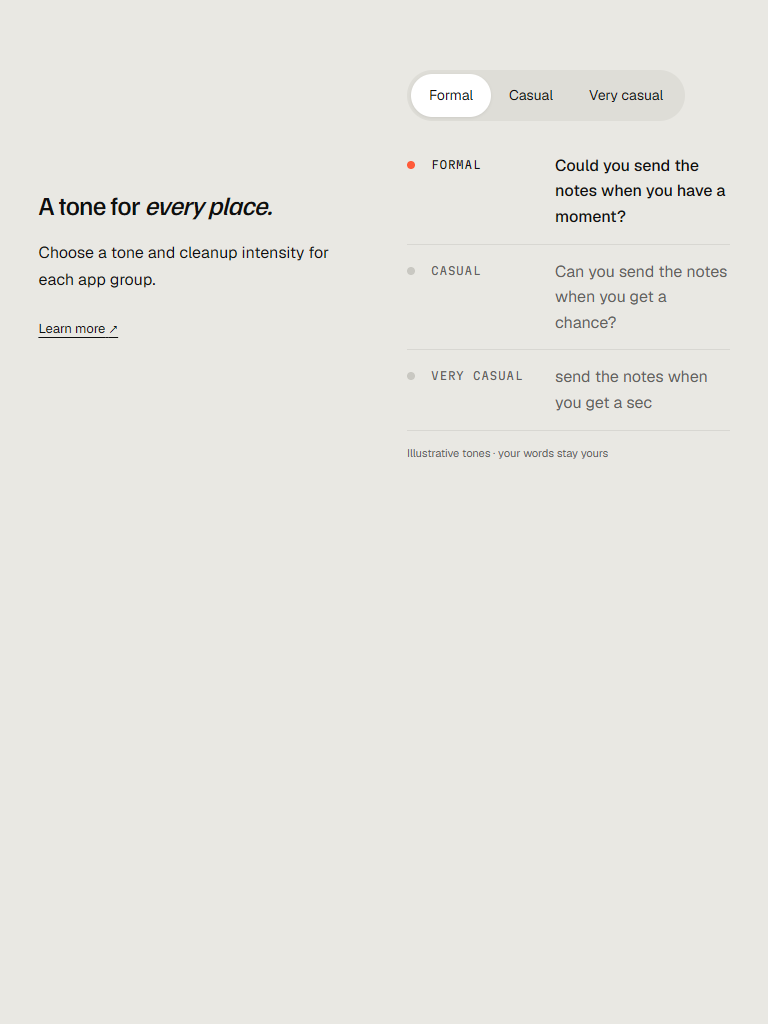 A tone for every place.
Choose a tone and cleanup intensity for
each app group.
Learn more ↗
Formal Casual Very casual
FORMAL Could you send the
notes when you have a
moment?
CASUAL Can you send the notes
when you get a
chance?
VERY CASUAL send the notes when
you get a sec
Illustrative tones · your words stay yours